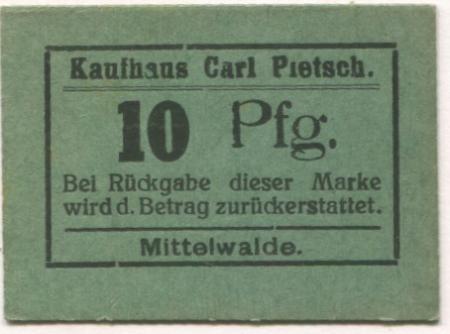 Kaufhaus Carl Pietsch.
10 Pfg.
Bei Rückgabe dieser Marke
wird d. Betrag zurückerstattet.
Mittelwalde.